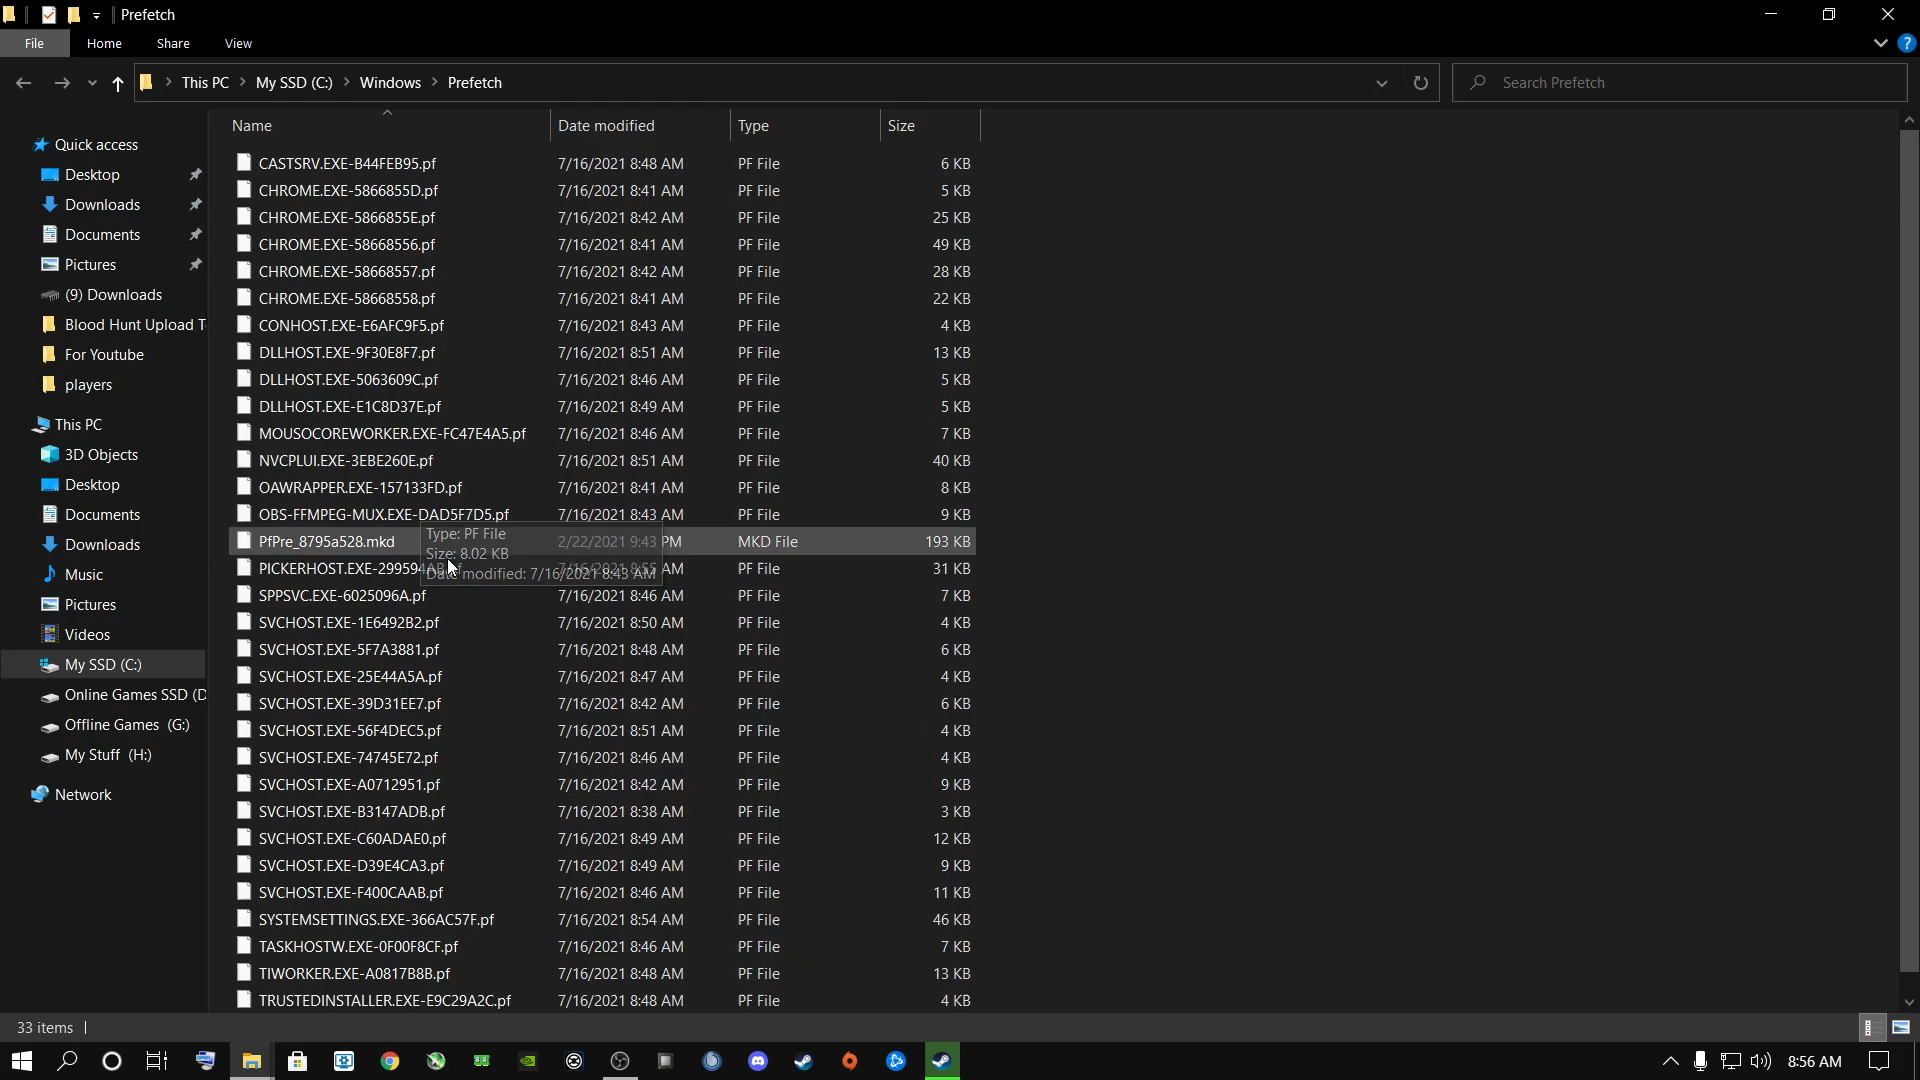 Prefetch
File Home Share View
This PC My SSD (C:) Windows Prefetch
Search Prefetch
Name Date modified Type Size
Quick access
Desktop
Downloads
Documents
Pictures
(9) Downloads
Blood Hunt Upload T
For Youtube
players
This PC
3D Objects
Desktop
Documents
Downloads
Music
Pictures
Videos
My SSD (C:)
Online Games SSD (D
Offline Games (G:)
My Stuff (H:)
Network
CASTSRV.EXE-B44FEB95.pf 7/16/2021 8:48 AM PF File 6 KB
CHROME.EXE-5866855D.pf 7/16/2021 8:41 AM PF File 5 KB
CHROME.EXE-5866855E.pf 7/16/2021 8:42 AM PF File 25 KB
CHROME.EXE-58668556.pf 7/16/2021 8:41 AM PF File 49 KB
CHROME.EXE-58668557.pf 7/16/2021 8:42 AM PF File 28 KB
CHROME.EXE-58668558.pf 7/16/2021 8:41 AM PF File 22 KB
CONHOST.EXE-E6AFC9F5.pf 7/16/2021 8:43 AM PF File 4 KB
DLLHOST.EXE-9F30E8F7.pf 7/16/2021 8:51 AM PF File 13 KB
DLLHOST.EXE-5063609C.pf 7/16/2021 8:46 AM PF File 5 KB
DLLHOST.EXE-E1C8D37E.pf 7/16/2021 8:49 AM PF File 5 KB
MOUSOCOREWORKER.EXE-FC47E4A5.pf 7/16/2021 8:46 AM PF File 7 KB
NVCPLUI.EXE-3EBE260E.pf 7/16/2021 8:51 AM PF File 40 KB
OAWRAPPER.EXE-157133FD.pf 7/16/2021 8:41 AM PF File 8 KB
OBS-FFMPEG-MUX.EXE-DAD5F7D5.pf 7/16/2021 8:43 AM PF File 9 KB
PfPre_8795a528.mkd 2/22/2021 9:43 PM MKD File 193 KB
Type: PF File
Size: 8.02 KB
Date modified: 7/16/2021 8:43 AM
PICKERHOST.EXE-299594AB.pf 7/16/2021 8:55 AM PF File 31 KB
SPPSVC.EXE-6025096A.pf 7/16/2021 8:46 AM PF File 7 KB
SVCHOST.EXE-1E6492B2.pf 7/16/2021 8:50 AM PF File 4 KB
SVCHOST.EXE-5F7A3881.pf 7/16/2021 8:48 AM PF File 6 KB
SVCHOST.EXE-25E44A5A.pf 7/16/2021 8:47 AM PF File 4 KB
SVCHOST.EXE-39D31EE7.pf 7/16/2021 8:42 AM PF File 6 KB
SVCHOST.EXE-56F4DEC5.pf 7/16/2021 8:51 AM PF File 4 KB
SVCHOST.EXE-74745E72.pf 7/16/2021 8:46 AM PF File 4 KB
SVCHOST.EXE-A0712951.pf 7/16/2021 8:42 AM PF File 9 KB
SVCHOST.EXE-B3147ADB.pf 7/16/2021 8:38 AM PF File 3 KB
SVCHOST.EXE-C60ADAE0.pf 7/16/2021 8:49 AM PF File 12 KB
SVCHOST.EXE-D39E4CA3.pf 7/16/2021 8:49 AM PF File 9 KB
SVCHOST.EXE-F400CAAB.pf 7/16/2021 8:46 AM PF File 11 KB
SYSTEMSETTINGS.EXE-366AC57F.pf 7/16/2021 8:54 AM PF File 46 KB
TASKHOSTW.EXE-0F00F8CF.pf 7/16/2021 8:46 AM PF File 7 KB
TIWORKER.EXE-A0817B8B.pf 7/16/2021 8:48 AM PF File 13 KB
TRUSTEDINSTALLER.EXE-E9C29A2C.pf 7/16/2021 8:48 AM PF File 4 KB
33 items
8:56 AM